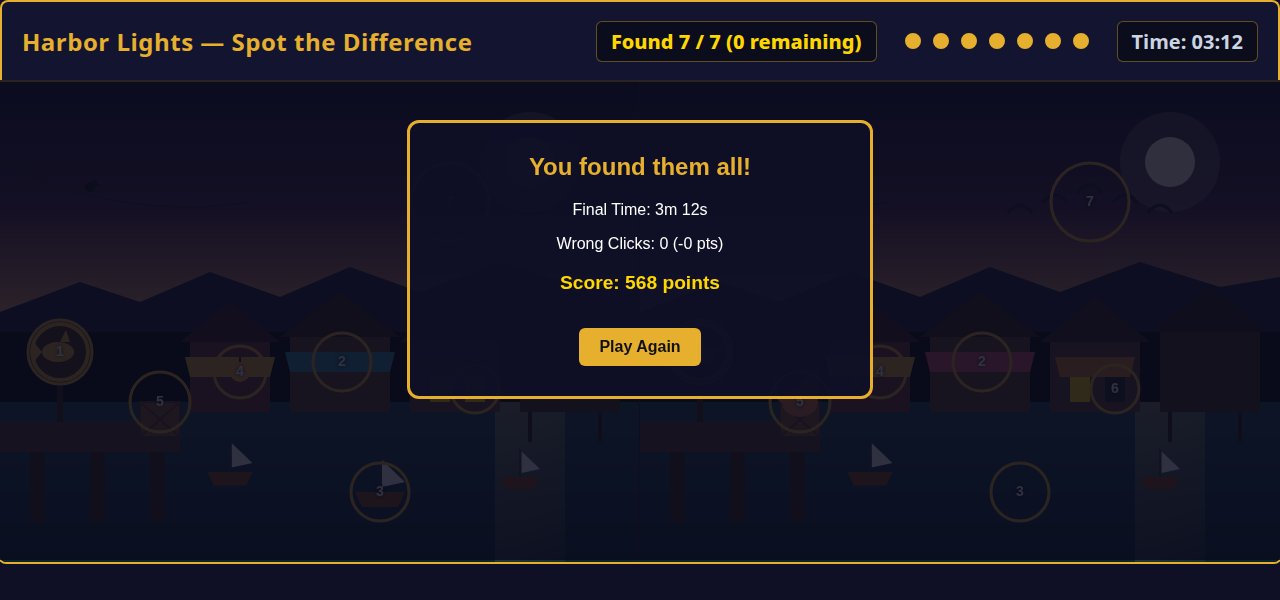 Harbor Lights — Spot the Difference
Found 7 / 7 (0 remaining)
Time: 03:12
You found them all!
Final Time: 3m 12s
Wrong Clicks: 0 (-0 pts)
Score: 568 points
Play Again
7
1
4
2
4
2
5
5
6
3
3